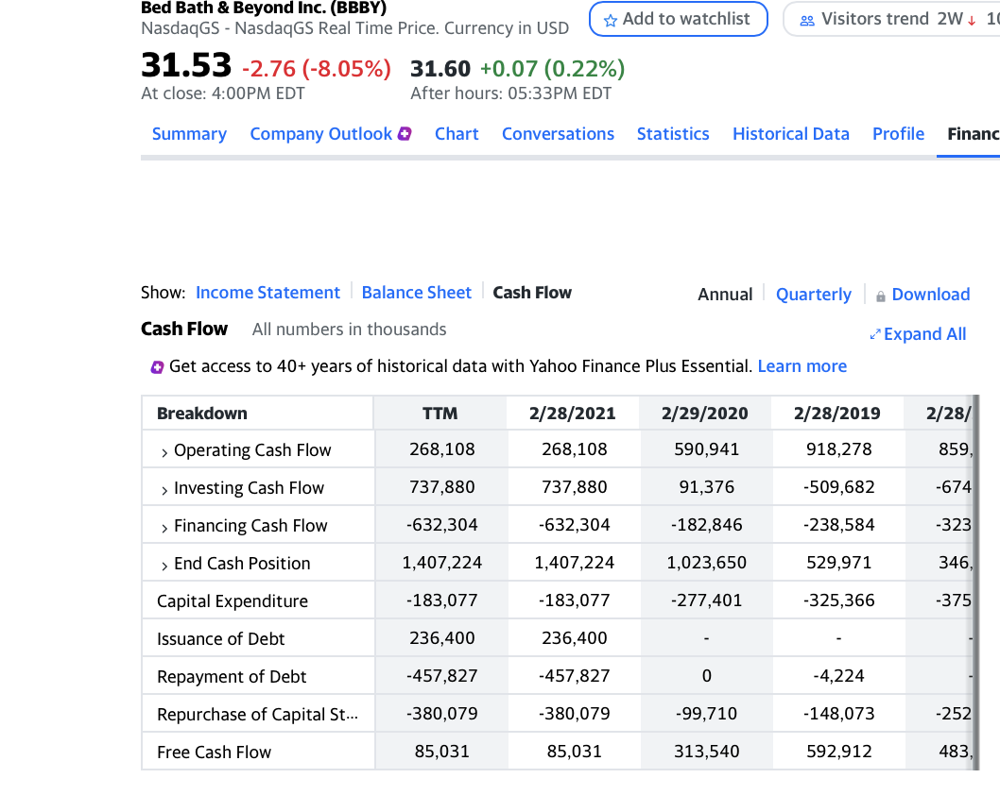 Bed Bath & Beyond Inc. (BBBY)
NasdaqGS - NasdaqGS Real Time Price. Currency in USD
Add to watchlist
Visitors trend 2W ↓ 10
31.53 -2.76 (-8.05%) 31.60 +0.07 (0.22%)
At close: 4:00PM EDT After hours: 05:33PM EDT
Summary Company Outlook Chart Conversations Statistics Historical Data Profile Financ
Show: Income Statement Balance Sheet Cash Flow Annual Quarterly Download
Cash Flow All numbers in thousands Expand All
Get access to 40+ years of historical data with Yahoo Finance Plus Essential. Learn more
Breakdown TTM 2/28/2021 2/29/2020 2/28/2019 2/28/
Operating Cash Flow 268,108 268,108 590,941 918,278 859,
Investing Cash Flow 737,880 737,880 91,376 -509,682 -674
Financing Cash Flow -632,304 -632,304 -182,846 -238,584 -323
End Cash Position 1,407,224 1,407,224 1,023,650 529,971 346,
Capital Expenditure -183,077 -183,077 -277,401 -325,366 -375
Issuance of Debt 236,400 236,400 - - -
Repayment of Debt -457,827 -457,827 0 -4,224 -
Repurchase of Capital St... -380,079 -380,079 -99,710 -148,073 -252
Free Cash Flow 85,031 85,031 313,540 592,912 483,